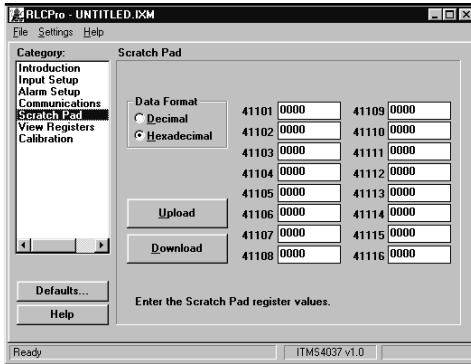 RLCPro - UNTITLED.IXM
File Settings Help
Category:
Introduction
Input Setup
Alarm Setup
Communications
Scratch Pad
View Registers
Calibration
Defaults...
Help
Scratch Pad
Data Format
Decimal
Hexadecimal
Upload
Download
41101 0000 41109 0000
41102 0000 41110 0000
41103 0000 41111 0000
41104 0000 41112 0000
41105 0000 41113 0000
41106 0000 41114 0000
41107 0000 41115 0000
41108 0000 41116 0000
Enter the Scratch Pad register values.
Ready ITMS4037 v1.0